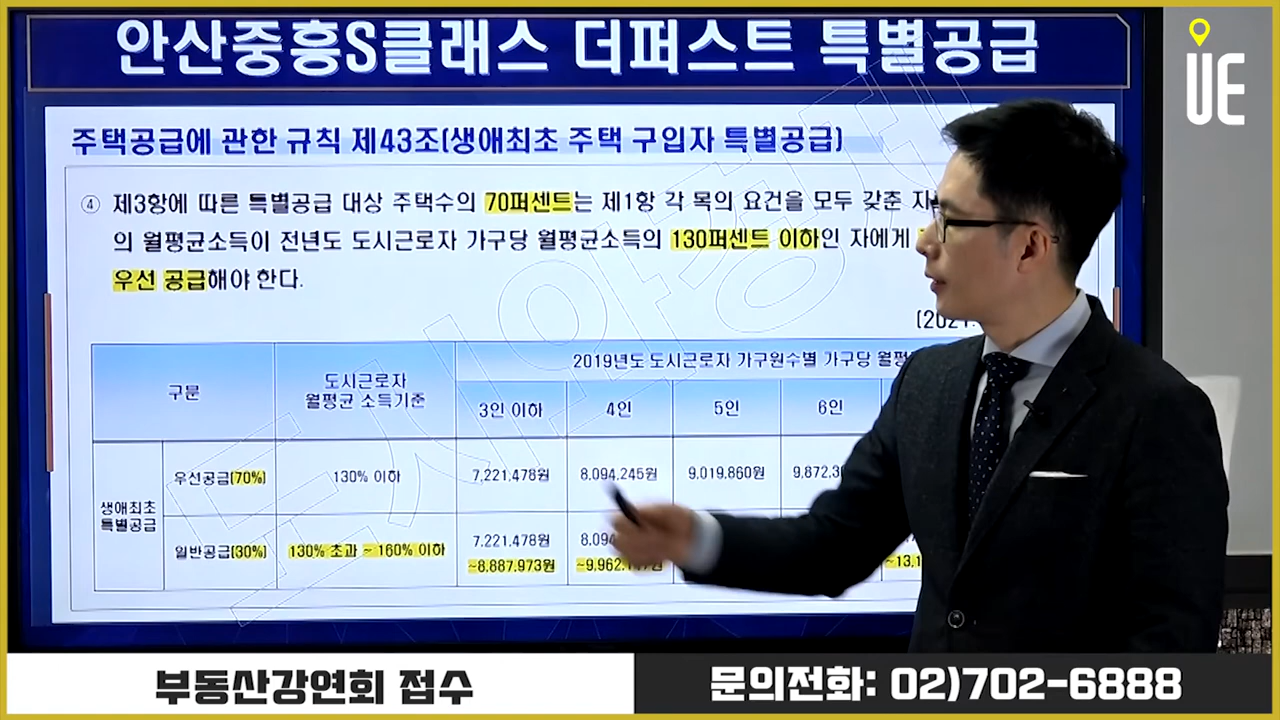 안산중흥S클래스 더퍼스트 특별공급
UE
주택공급에 관한 규칙 제43조(생애최초 주택 구입자 특별공급)
④ 제3항에 따른 특별공급 대상 주택수의 70퍼센트는 제1항 각 목의 요건을 모두 갖춘
의 월평균소득이 전년도 도시근로자 가구당 월평균소득의 130퍼센트 이하인 자에게
우선 공급해야 한다.
구분
도시근로자
월평균 소득기준
2019년도 도시근로자 가구원수별 가구당
3인 이하
4인
5인
6인
생애최초
특별공급
우선공급(70%)
130% 이하
7,221,478원
8,094,245원
9,019,860원
일반공급(30%)
130% 초과 ~ 160% 이하
7,221,478원
~8,887,973원
부동산강연회 접수
문의전화: 02)702-6888